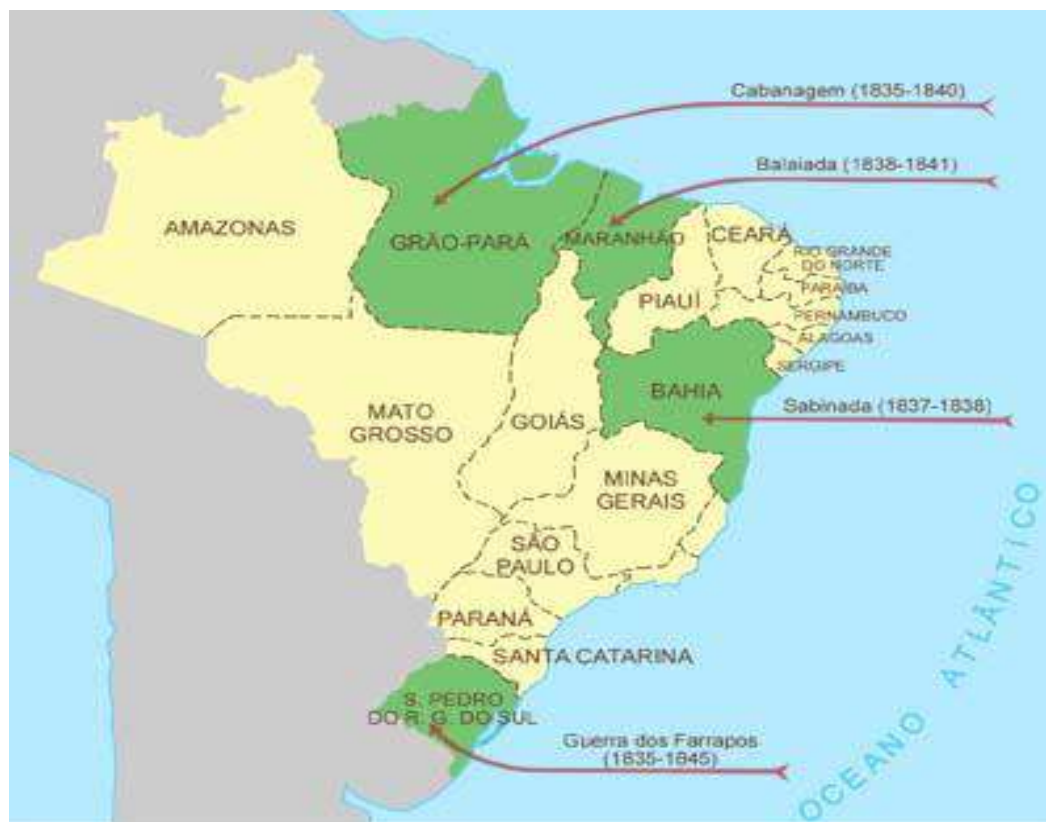 Cabanagem (1835-1840)
Balaiada (1838-1841)
AMAZONAS
GRÃO-PARÁ
MARANHÃO
CEARÁ
RIO GRANDE
DO NORTE
PARAÍBA
PIAUÍ
PERNAMBUCO
ALAGOAS
SERGIPE
BAHIA
Sabinada (1837-1838)
MATO
GROSSO
GOIÁS
MINAS
GERAIS
SÃO
PAULO
PARANÁ
SANTA CATARINA
S. PEDRO
DO R. G. DO SUL
Guerra dos Farrapos
(1835-1845)
OCEANO ATLÂNTICO